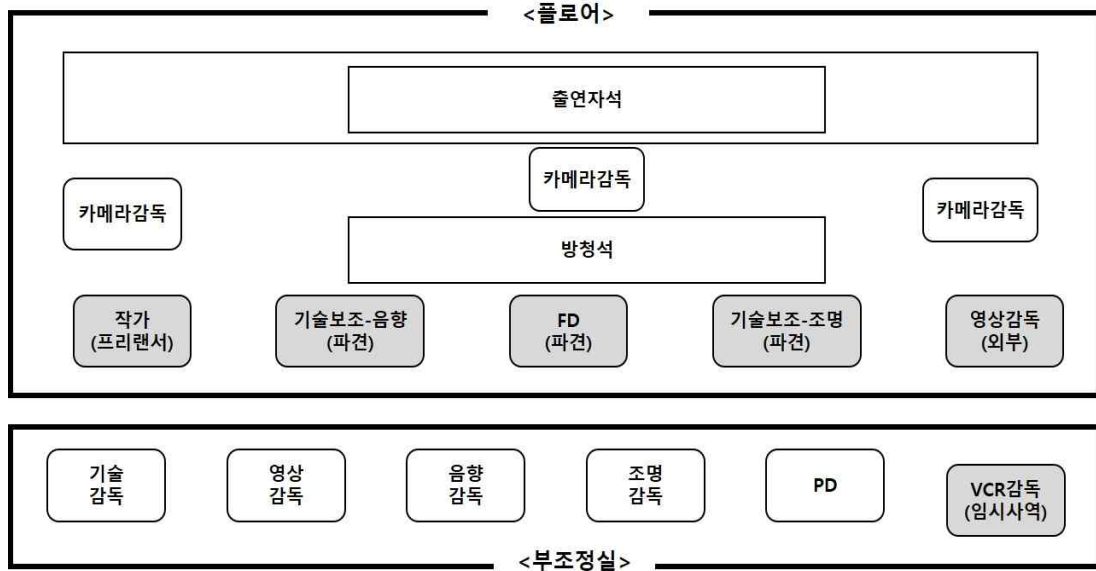 <플로어>
출연자석
카메라감독
카메라감독
카메라감독
방청석
작가
(프리랜서)
기술보조-음향
(파견)
FD
(파견)
기술보조-조명
(파견)
영상감독
(외부)
기술
감독
영상
감독
음향
감독
조명
감독
PD
VCR감독
(임시사역)
<부조정실>